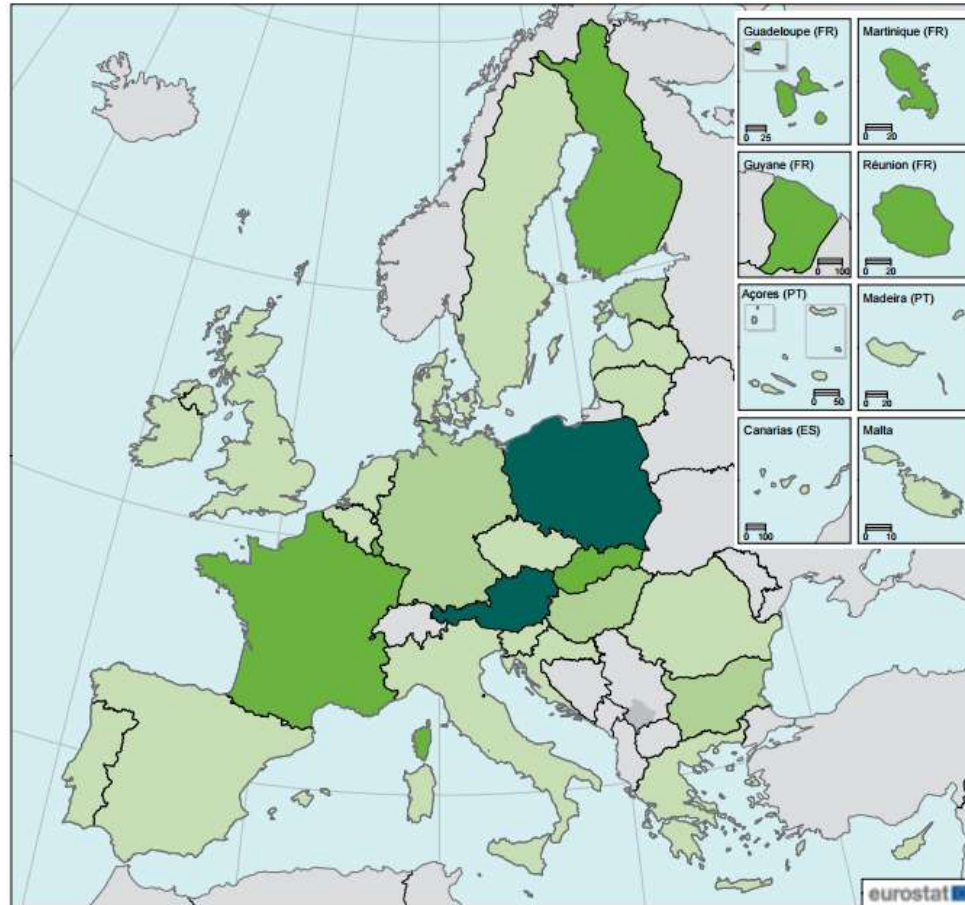 Guadeloupe (FR)
Martinique (FR)
0 25
0 20
Guyane (FR)
Réunion (FR)
0 100
0 20
Açores (PT)
Madeira (PT)
0 50
0 20
Canarias (ES)
Malta
0 100
0 10
eurostat